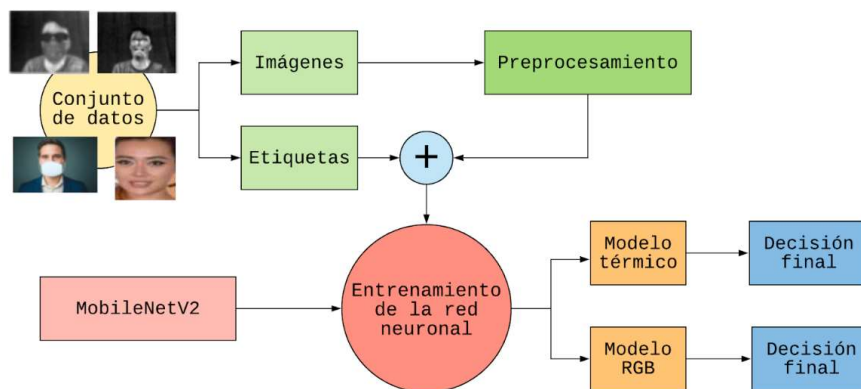 Conjunto
de datos
Imágenes
Preprocesamiento
Etiquetas
+
MobileNetV2
Entrenamiento
de la red
neuronal
Modelo
térmico
Decisión
final
Modelo
RGB
Decisión
final